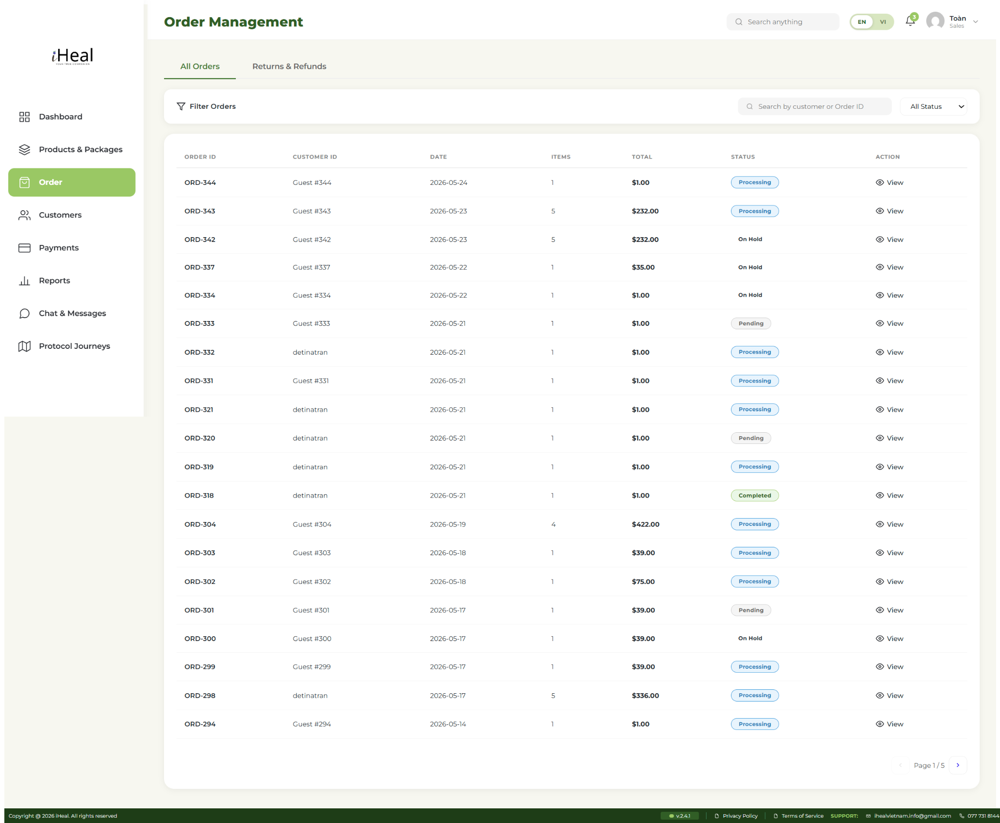 Order Management
Search anything
EN VI
3
Toàn
Sales
iHeal
YOUR TRUE COMPANION
Dashboard
Products & Packages
Order
Customers
Payments
Reports
Chat & Messages
Protocol Journeys
All Orders Returns & Refunds
Filter Orders Search by customer or Order ID All Status
ORDER ID CUSTOMER ID DATE ITEMS TOTAL STATUS ACTION
ORD-344 Guest #344 2026-05-24 1 $1.00 Processing View
ORD-343 Guest #343 2026-05-23 5 $232.00 Processing View
ORD-342 Guest #342 2026-05-23 5 $232.00 On Hold View
ORD-337 Guest #337 2026-05-22 1 $35.00 On Hold View
ORD-334 Guest #334 2026-05-22 1 $1.00 On Hold View
ORD-333 Guest #333 2026-05-21 1 $1.00 Pending View
ORD-332 detinatran 2026-05-21 1 $1.00 Processing View
ORD-331 Guest #331 2026-05-21 1 $1.00 Processing View
ORD-321 detinatran 2026-05-21 1 $1.00 Processing View
ORD-320 detinatran 2026-05-21 1 $1.00 Pending View
ORD-319 detinatran 2026-05-21 1 $1.00 Processing View
ORD-318 detinatran 2026-05-21 1 $1.00 Completed View
ORD-304 Guest #304 2026-05-19 4 $422.00 Processing View
ORD-303 Guest #303 2026-05-18 1 $39.00 Processing View
ORD-302 Guest #302 2026-05-18 1 $75.00 Processing View
ORD-301 Guest #301 2026-05-17 1 $39.00 Pending View
ORD-300 Guest #300 2026-05-17 1 $39.00 On Hold View
ORD-299 Guest #299 2026-05-17 1 $39.00 Processing View
ORD-298 detinatran 2026-05-17 5 $336.00 Processing View
ORD-294 Guest #294 2026-05-14 1 $1.00 Processing View
Page 1 / 5
Copyright @ 2026 iHeal. All rights reserved v.2.4.1 Privacy Policy Terms of Service SUPPORT: ihealvietnam.info@gmail.com 077 731 8144